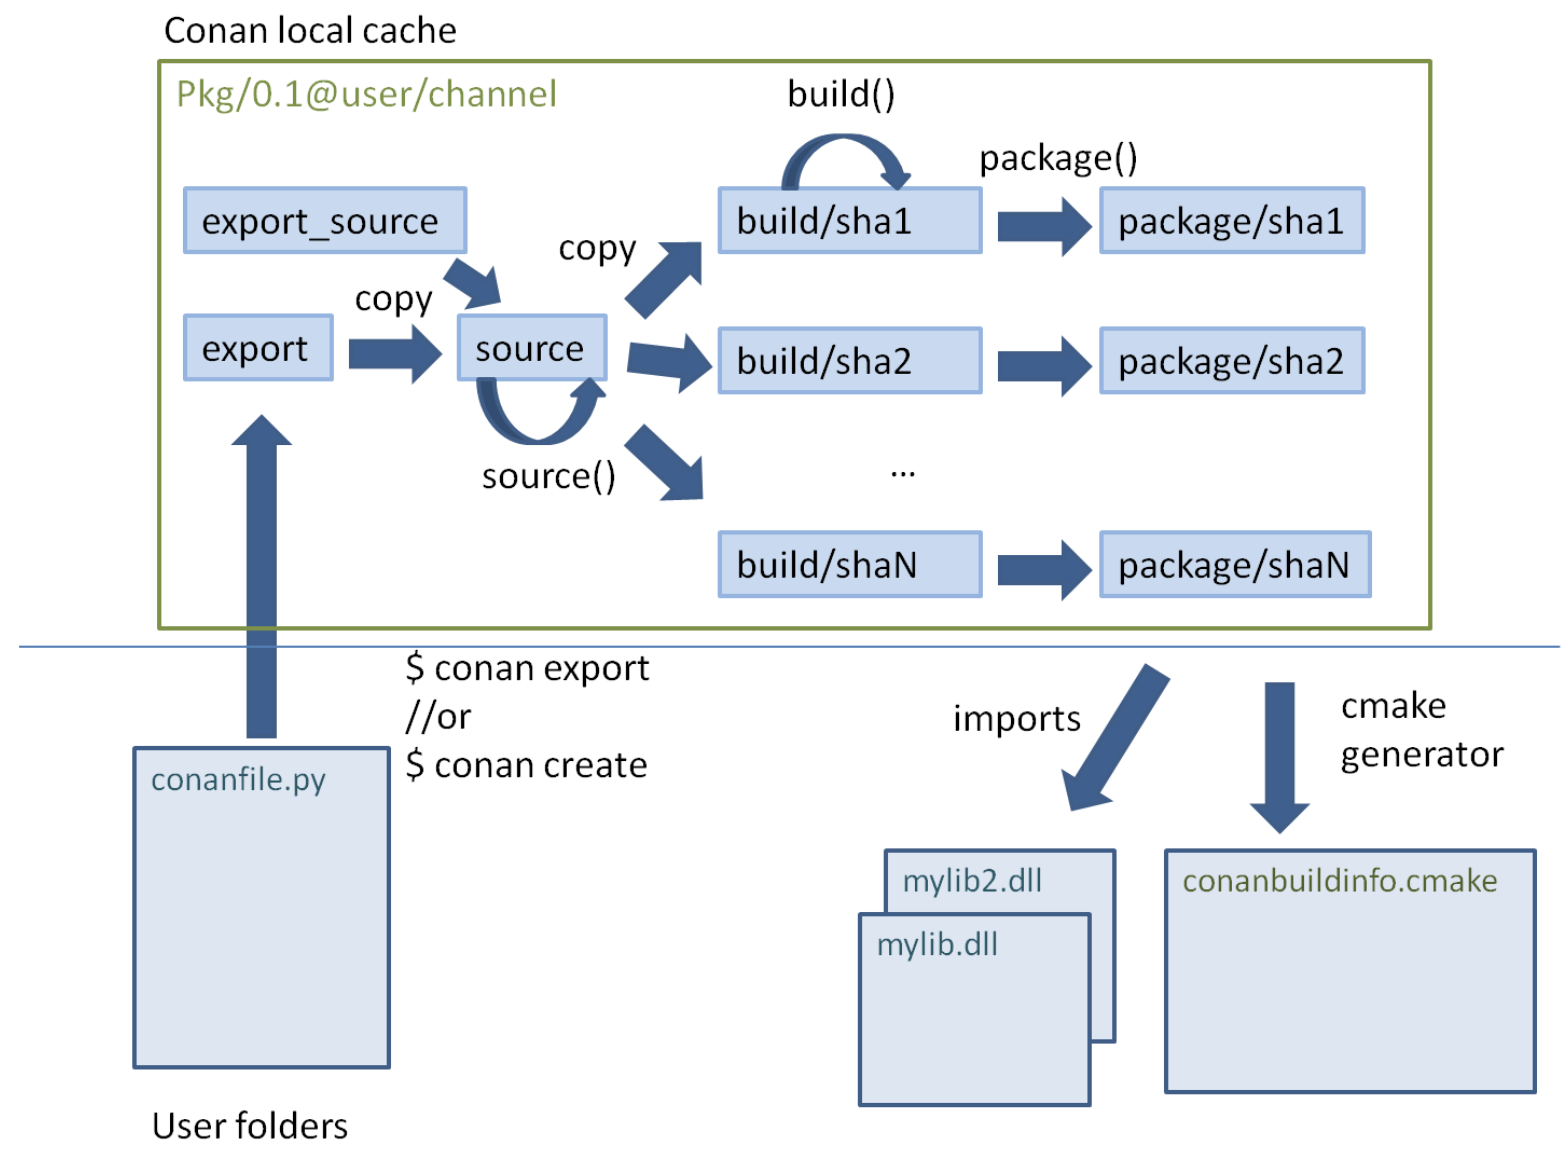 Conan local cache
Pkg/0.1@user/channel
build()
package()
export_source
build/sha1
package/sha1
copy
copy
export
source
build/sha2
package/sha2
source()
...
build/shaN
package/shaN
$ conan export
//or
$ conan create
imports
cmake
generator
conanfile.py
mylib2.dll
mylib.dll
conanbuildinfo.cmake
User folders